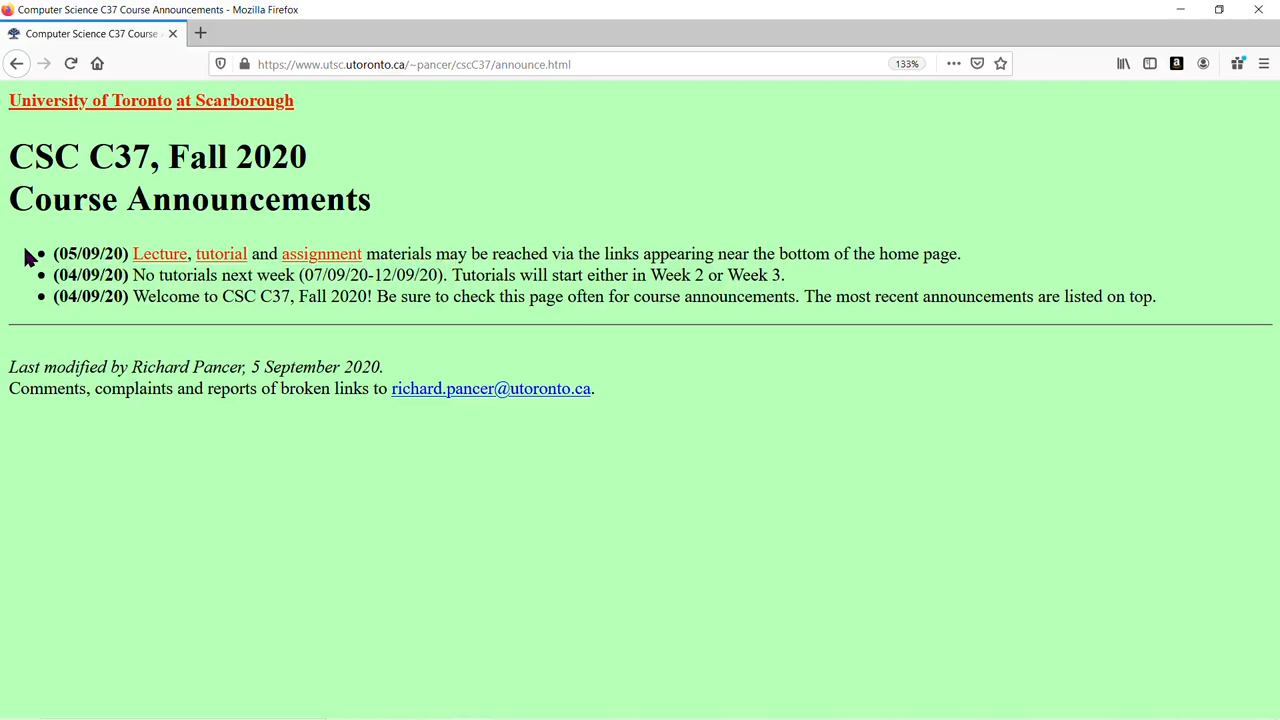 Computer Science C37 Course Announcements - Mozilla Firefox
Computer Science C37 Course
https://www.utsc.utoronto.ca/~pancer/cscC37/announce.html
133%
University of Toronto at Scarborough
CSC C37, Fall 2020
Course Announcements
(05/09/20) Lecture, tutorial and assignment materials may be reached via the links appearing near the bottom of the home page.
(04/09/20) No tutorials next week (07/09/20-12/09/20). Tutorials will start either in Week 2 or Week 3.
(04/09/20) Welcome to CSC C37, Fall 2020! Be sure to check this page often for course announcements. The most recent announcements are listed on top.
Last modified by Richard Pancer, 5 September 2020.
Comments, complaints and reports of broken links to richard.pancer@utoronto.ca.